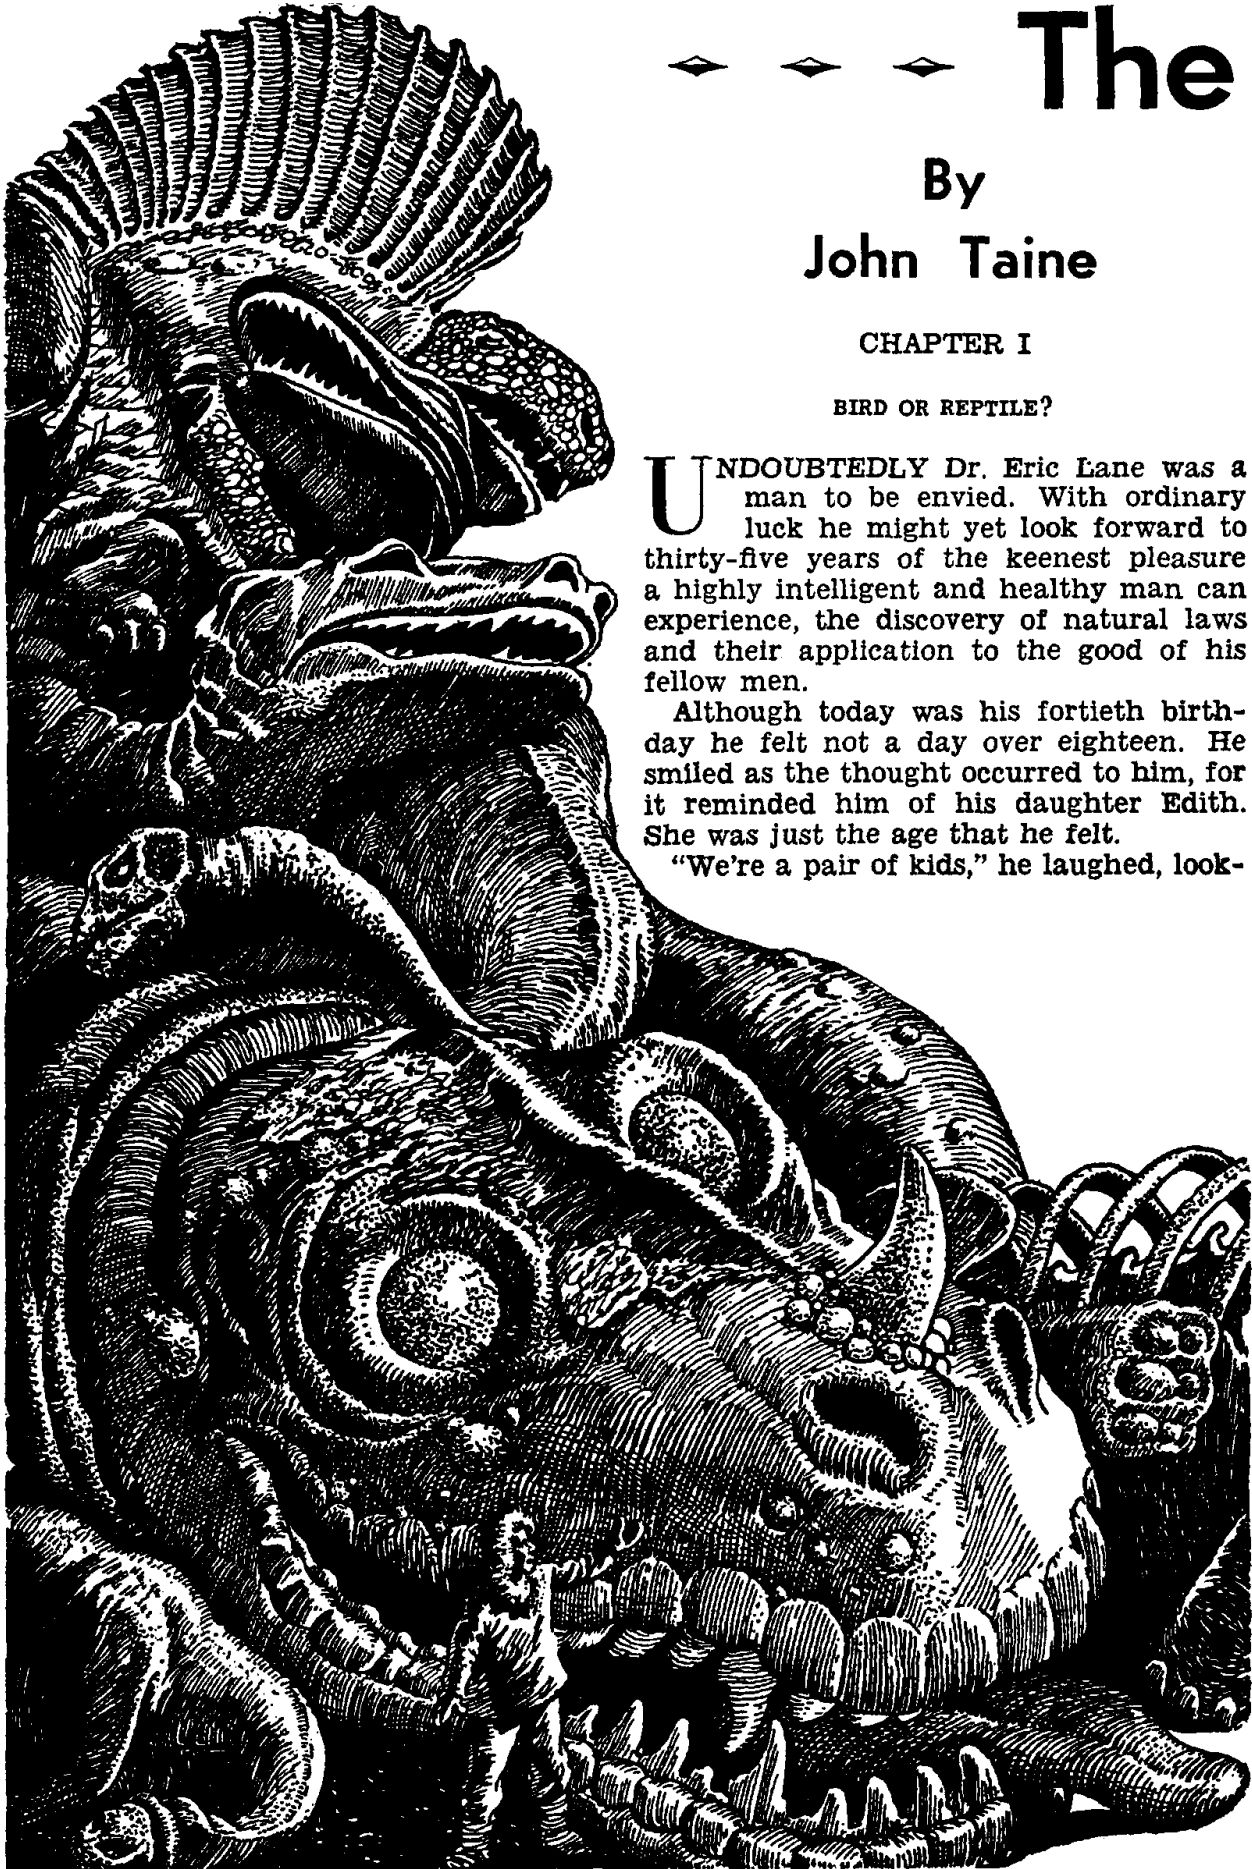 The
By
John Taine
CHAPTER I
BIRD OR REPTILE?
UNDOUBTEDLY Dr. Eric Lane was a
man to be envied. With ordinary
luck he might yet look forward to
thirty-five years of the keenest pleasure
a highly intelligent and healthy man can
experience, the discovery of natural laws
and their application to the good of his
fellow men.
Although today was his fortieth birth-
day he felt not a day over eighteen. He
smiled as the thought occurred to him, for
it reminded him of his daughter Edith.
She was just the age that he felt.
"We're a pair of kids," he laughed, look-